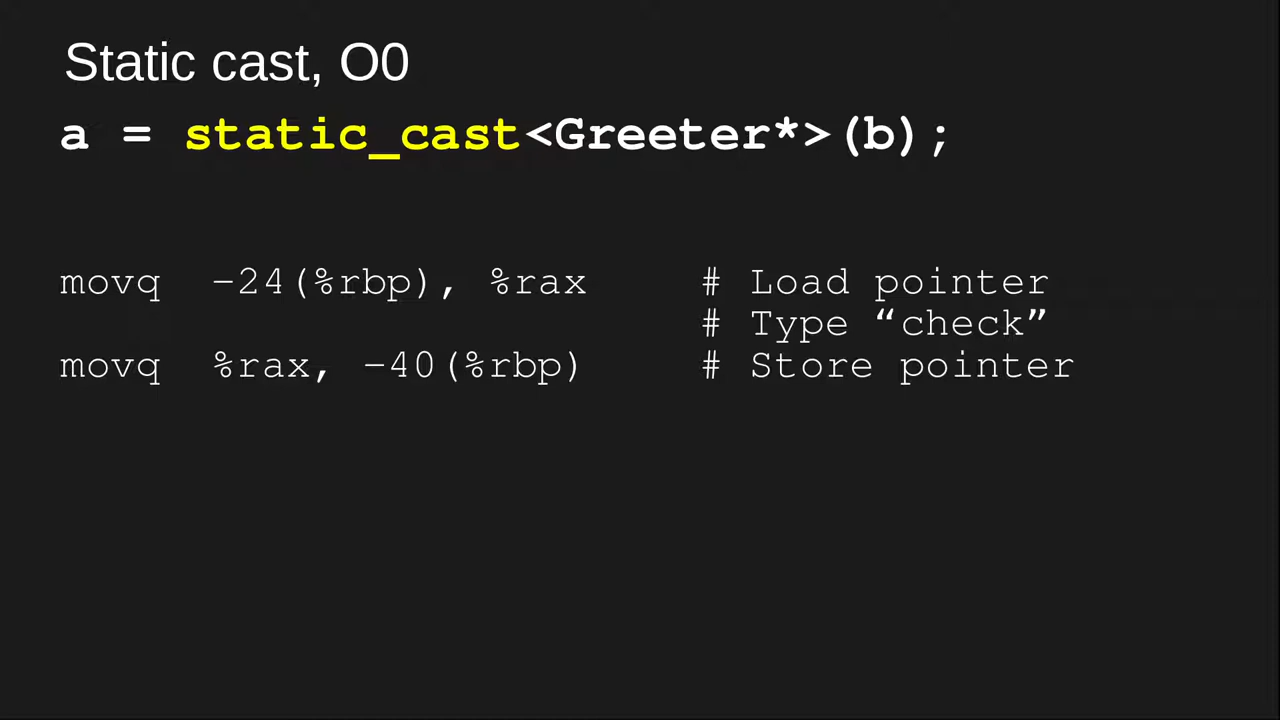 Static cast, O0
a = static_cast<Greeter*>(b);
movq -24(%rbp), %rax # Load pointer
# Type “check”
movq %rax, -40(%rbp) # Store pointer